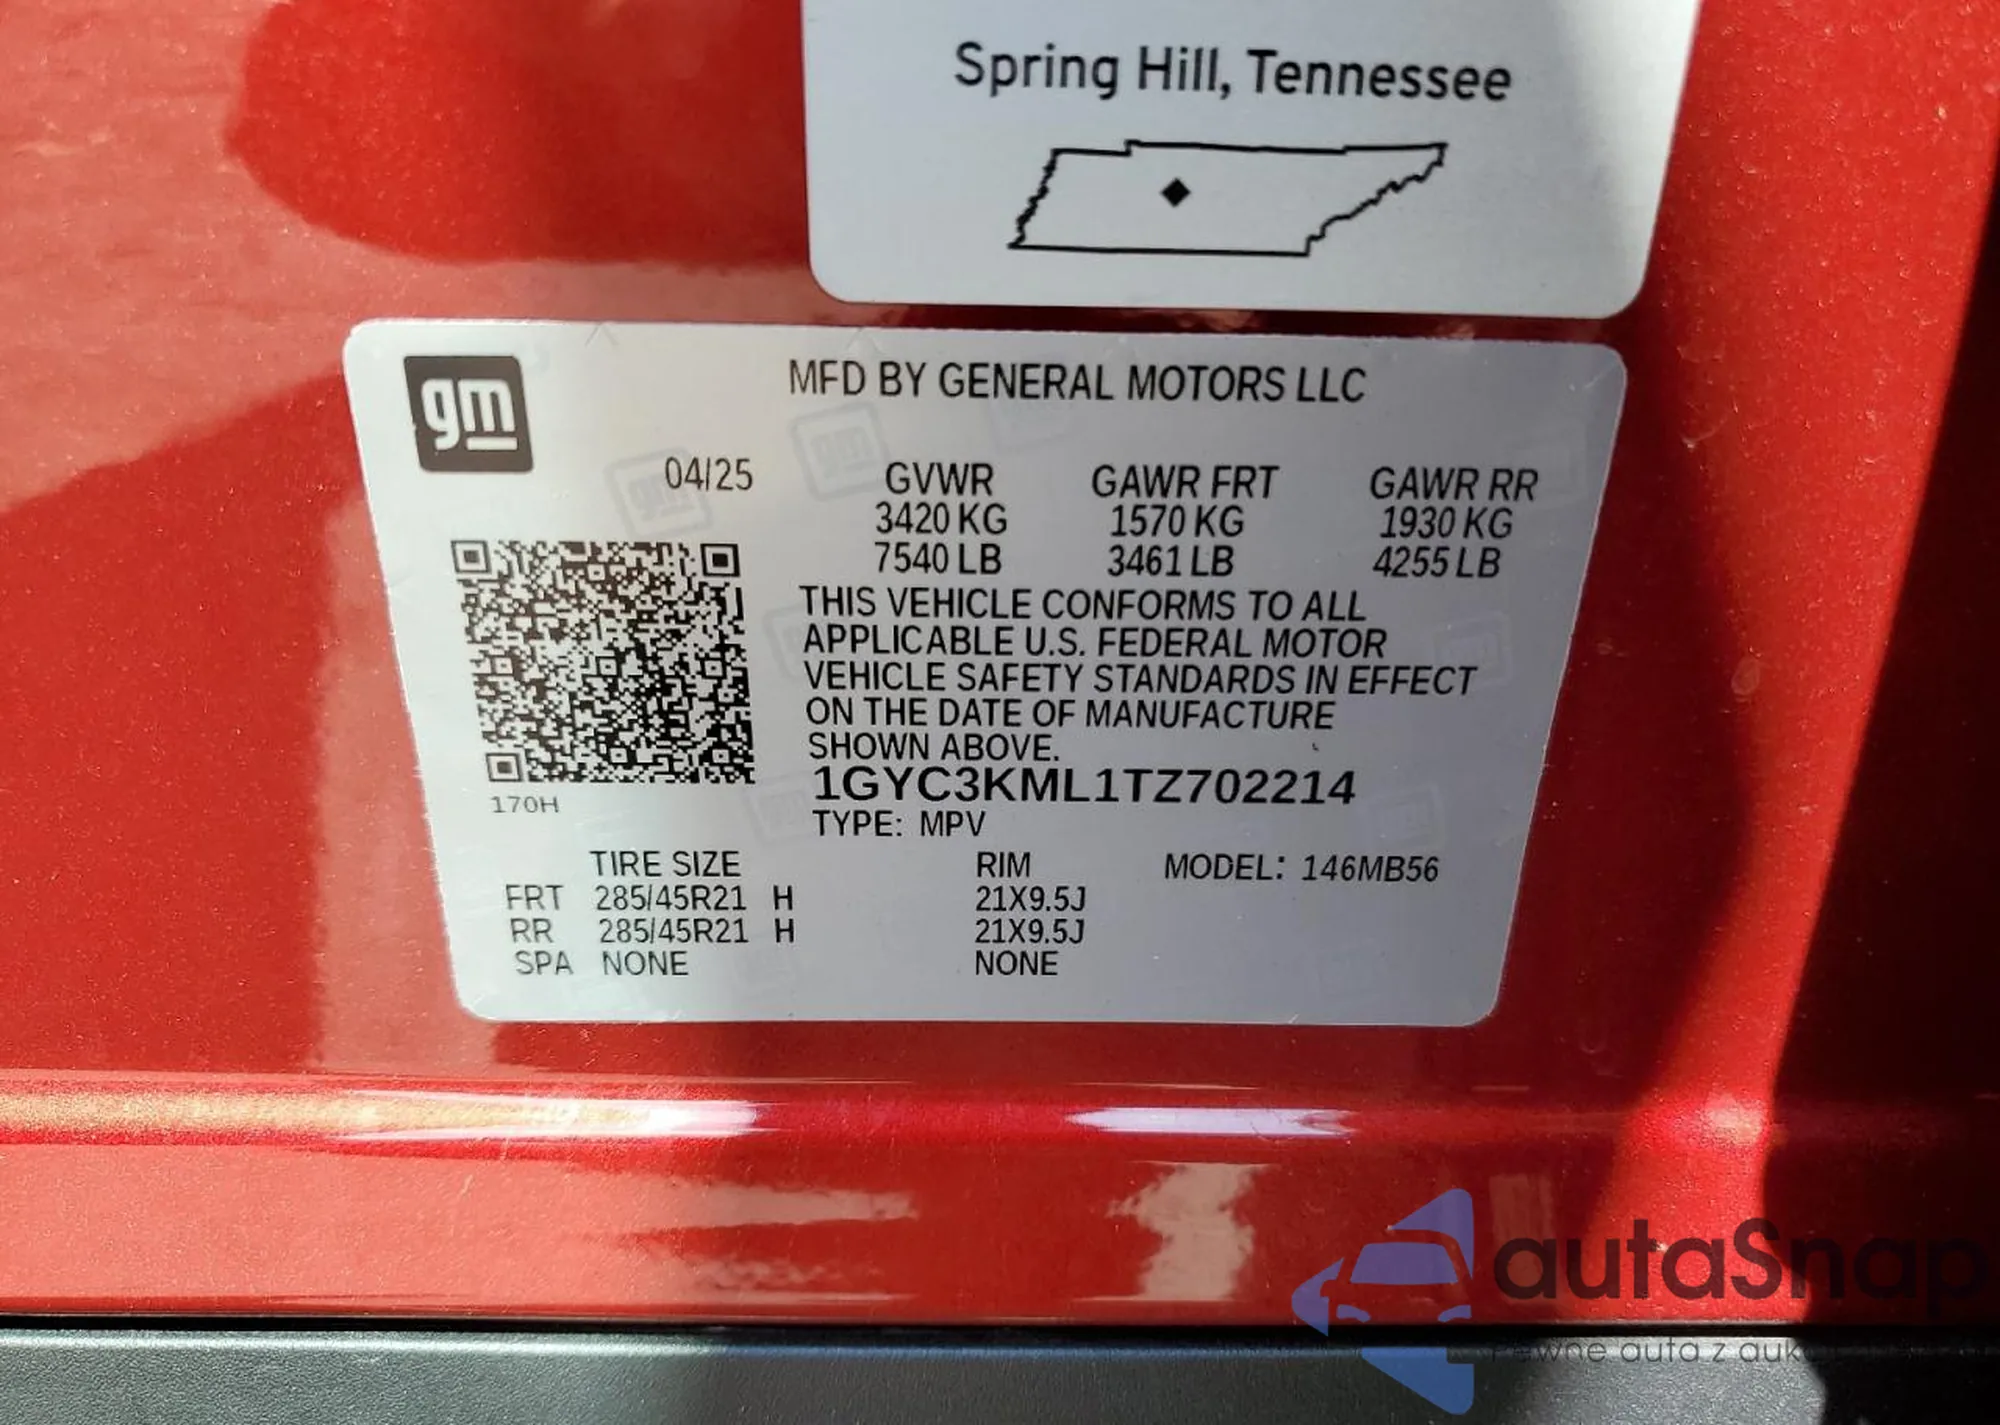 Spring Hill, Tennessee
gm
MFD BY GENERAL MOTORS LLC
04/25
GVWR GAWR FRT GAWR RR
3420 KG 1570 KG 1930 KG
7540 LB 3461 LB 4255 LB
THIS VEHICLE CONFORMS TO ALL
APPLICABLE U.S. FEDERAL MOTOR
VEHICLE SAFETY STANDARDS IN EFFECT
ON THE DATE OF MANUFACTURE
SHOWN ABOVE.
1GYC3KML1TZ702214
170H
TYPE: MPV
TIRE SIZE RIM MODEL: 146MB56
FRT 285/45R21 H 21X9.5J
RR 285/45R21 H 21X9.5J
SPA NONE NONE
autaSnap
Pewne auta z